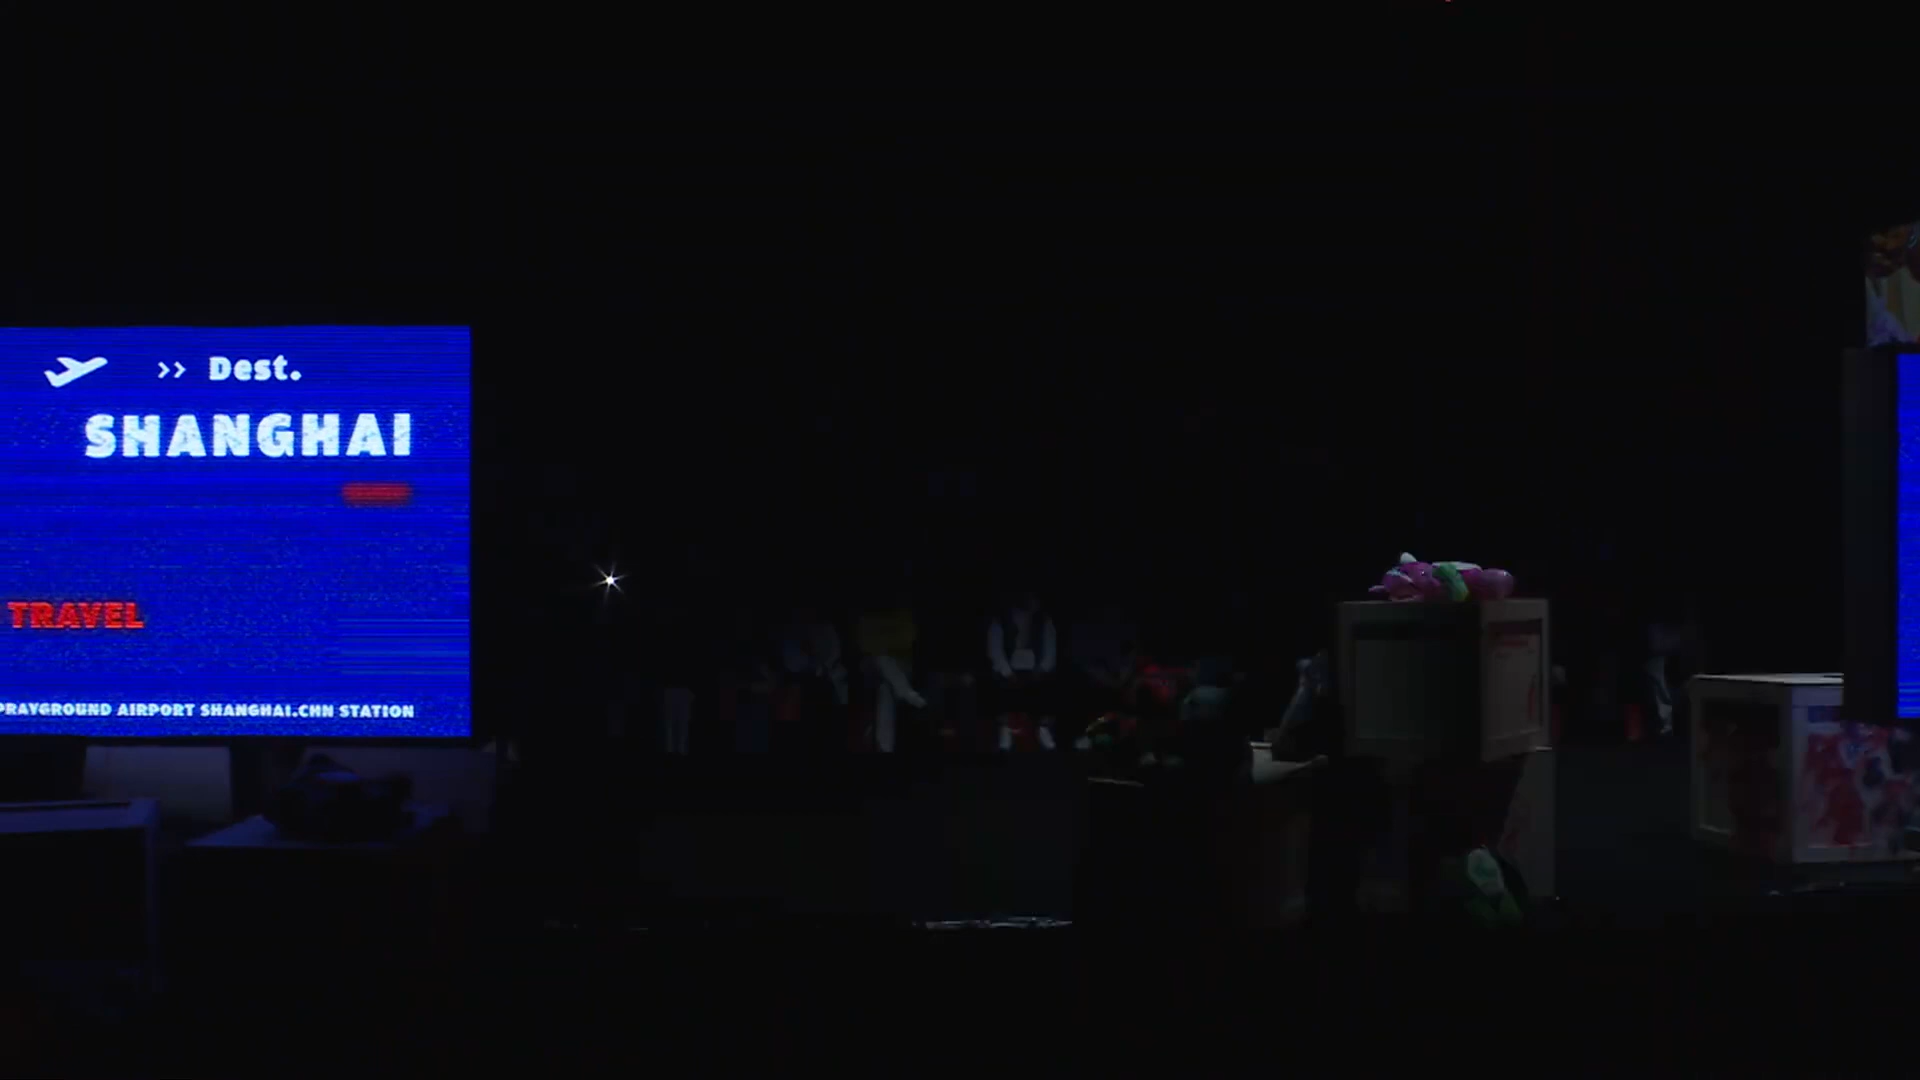 >> Dest.
SHANGHAI
TRAVEL
PRAYGROUND AIRPORT SHANGHAI.CHN STATION